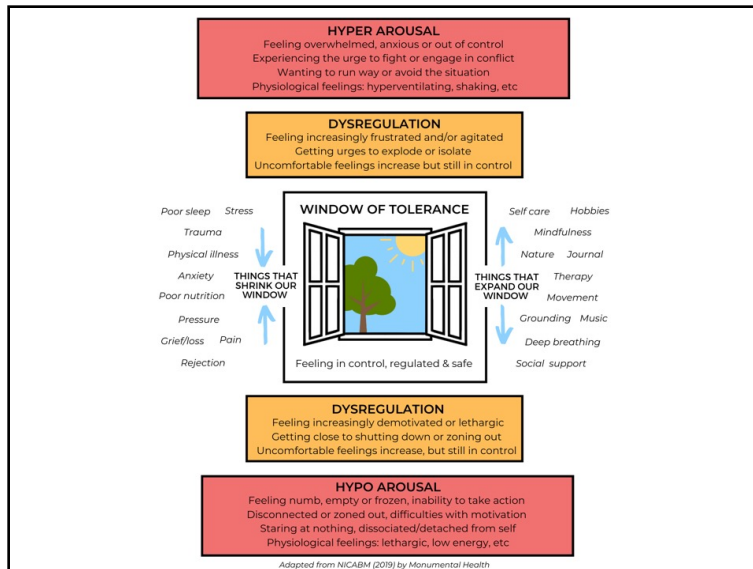 HYPER AROUSAL
Feeling overwhelmed, anxious or out of control
Experiencing the urge to fight or engage in conflict
Wanting to run way or avoid the situation
Physiological feelings: hyperventilating, shaking, etc
DYSREGULATION
Feeling increasingly frustrated and/or agitated
Getting urges to explode or isolate
Uncomfortable feelings increase but still in control
Poor sleep Stress
Trauma
Physical illness
Anxiety
Poor nutrition
Pressure
Grief/loss Pain
Rejection
THINGS THAT
SHRINK OUR
WINDOW
WINDOW OF TOLERANCE
Feeling in control, regulated & safe
THINGS THAT
EXPAND OUR
WINDOW
Self care Hobbies
Mindfulness
Nature Journal
Therapy
Movement
Grounding Music
Deep breathing
Social support
DYSREGULATION
Feeling increasingly demotivated or lethargic
Getting close to shutting down or zoning out
Uncomfortable feelings increase, but still in control
HYPO AROUSAL
Feeling numb, empty or frozen, inability to take action
Disconnected or zoned out, difficulties with motivation
Staring at nothing, dissociated/detached from self
Physiological feelings: lethargic, low energy, etc
Adapted from NICABM (2019) by Monumental Health